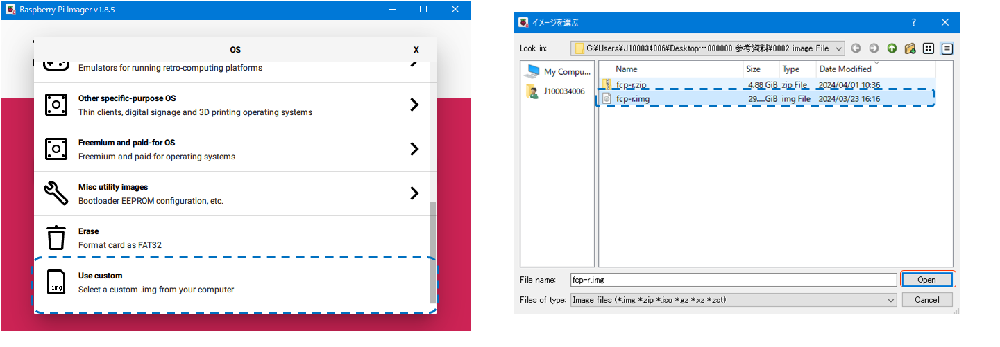 Raspberry Pi Imager v1.8.5
OS
X
Emulators for running retro-computing platforms
Other specific-purpose OS
Thin clients, digital signage and 3D printing operating systems
Freemium and paid-for OS
Freemium and paid-for operating systems
Misc utility images
Bootloader EEPROM configuration, etc.
Erase
Format card as FAT32
.img
Use custom
Select a custom .img from your computer
イメージを選ぶ
?
Look in:
C:¥Users¥J100034006¥Desktop…000000 参考資料¥0002 image File
My Compu...
J100034006
Name Size Type Date Modified
fcp-r.zip 4.88 GiB zip File 2024/04/01 10:36
fcp-r.img 29....GiB img File 2024/03/23 16:16
File name: fcp-r.img Open
Files of type: Image files (*.img *.zip *.iso *.gz *.xz *.zst) Cancel